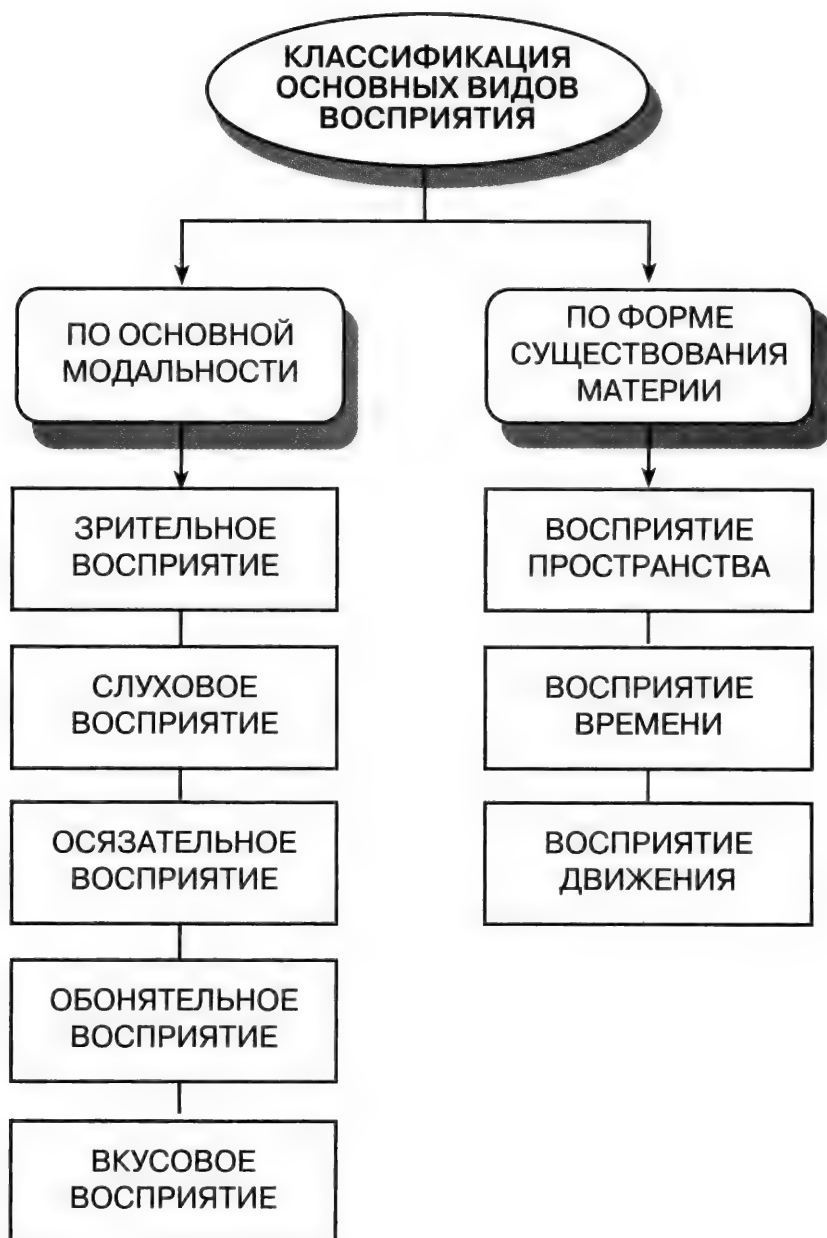 КЛАССИФИКАЦИЯ
ОСНОВНЫХ ВИДОВ
ВОСПРИЯТИЯ
ПО ОСНОВНОЙ
МОДАЛЬНОСТИ
ПО ФОРМЕ
СУЩЕСТВОВАНИЯ
МАТЕРИИ
ЗРИТЕЛЬНОЕ
ВОСПРИЯТИЕ
СЛУХОВОЕ
ВОСПРИЯТИЕ
ОСЯЗАТЕЛЬНОЕ
ВОСПРИЯТИЕ
ОБОНЯТЕЛЬНОЕ
ВОСПРИЯТИЕ
ВКУСОВОЕ
ВОСПРИЯТИЕ
ВОСПРИЯТИЕ
ПРОСТРАНСТВА
ВОСПРИЯТИЕ
ВРЕМЕНИ
ВОСПРИЯТИЕ
ДВИЖЕНИЯ